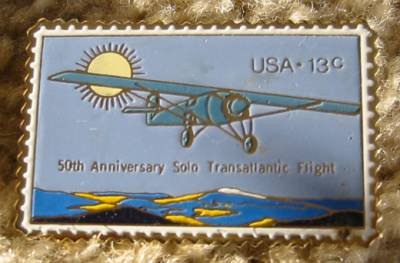 USA • 13c
50th Anniversary Solo Transatlantic Flight